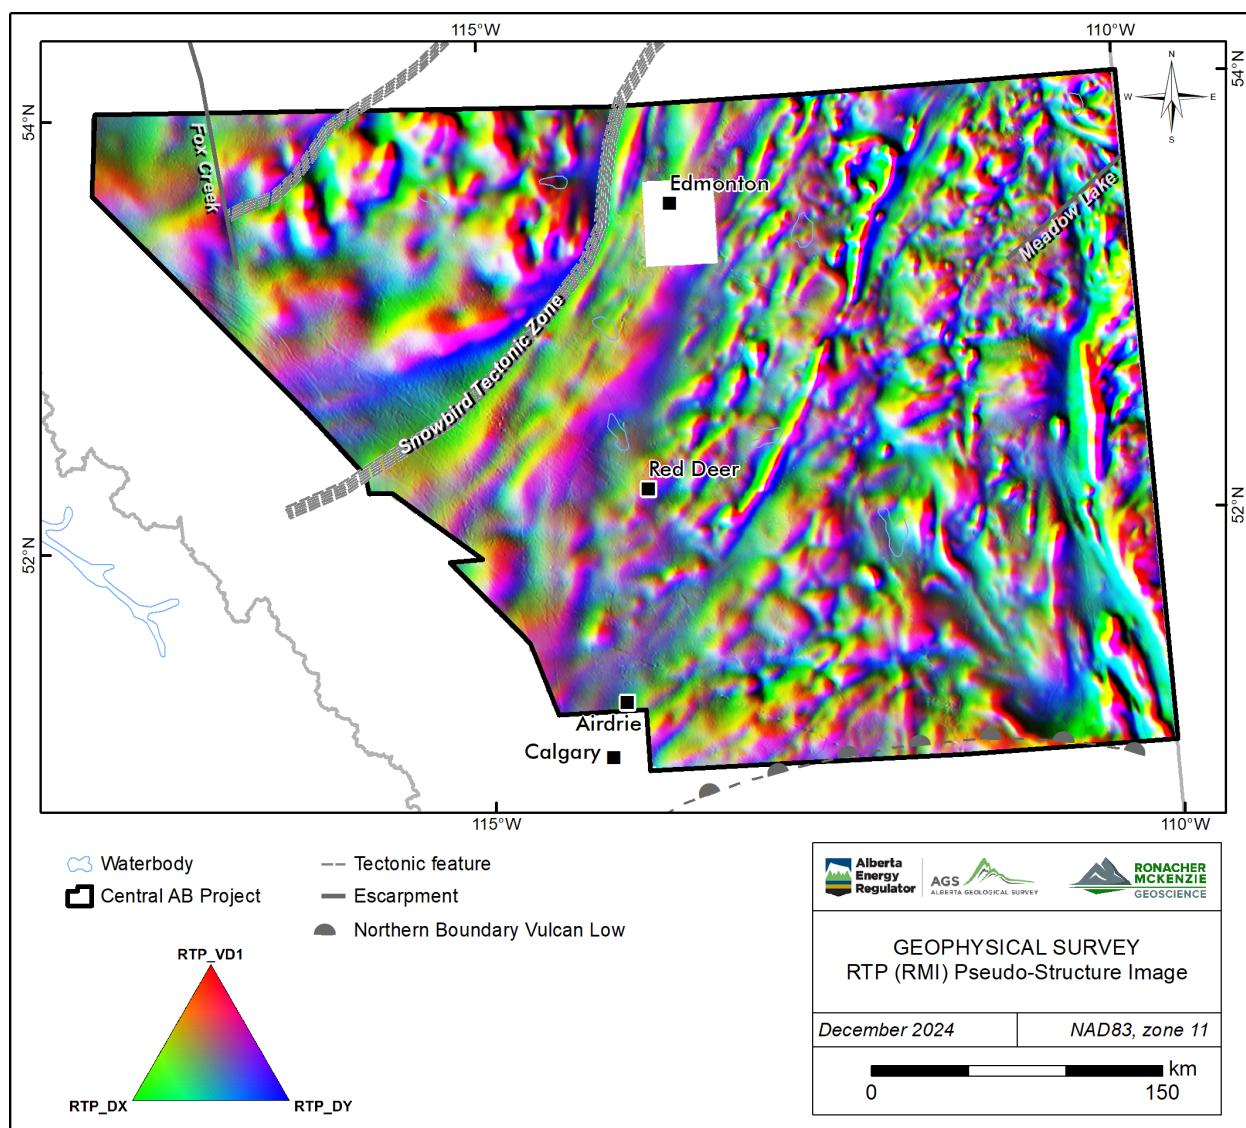 115°W
110°W
54°N
54°N
N
W
E
S
Fox Creek
Edmonton
Meadow Lake
Snowbird Tectonic Zone
Red Deer
52°N
52°N
Airdrie
Calgary
115°W
110°W
Waterbody
Central AB Project
Tectonic feature
Escarpment
Northern Boundary Vulcan Low
RTP_VD1
RTP_DX
RTP_DY
Alberta
Energy
Regulator
AGS
ALBERTA GEOLOGICAL SURVEY
RONACHER
MCKENZIE
GEOSCIENCE
GEOPHYSICAL SURVEY
RTP (RMI) Pseudo-Structure Image
December 2024
NAD83, zone 11
km
0
150